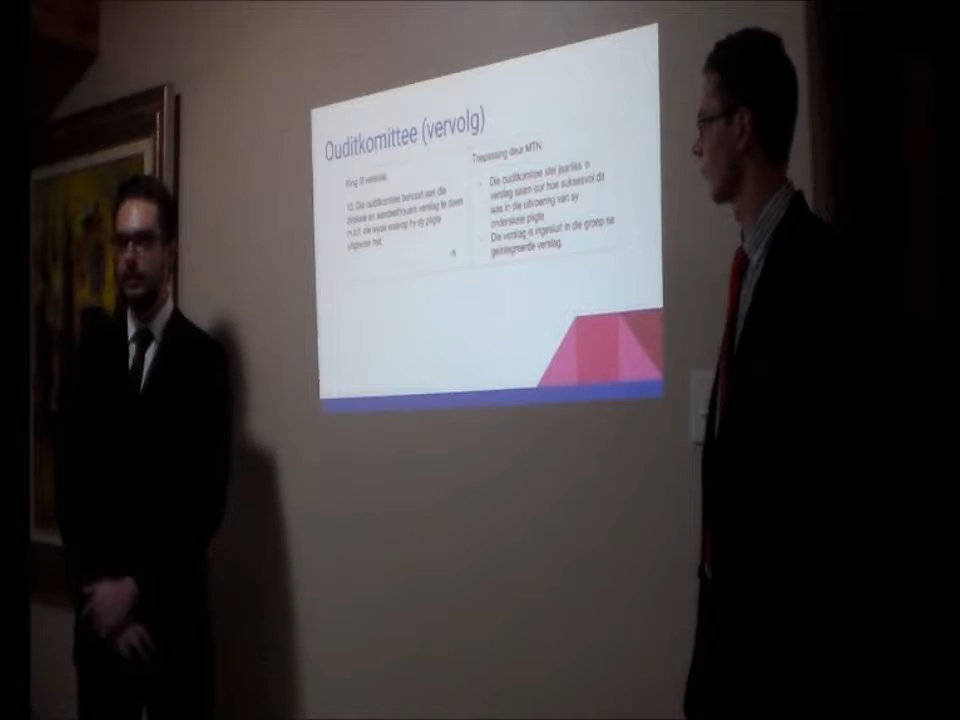 Ouditkomittee (vervolg)
King III vereiste:
10. Die ouditkomitee behoort aan die
direksie en aandeelhouers verslag te doen
m.b.t. die wyse waarop hy sy pligte
uitgevoer het.
Toepassing deur MTN:
- Die ouditkomitee stel jaarliks 'n
verslag saam oor hoe suksesvol dit
was in die uitvoering van sy
onderskeie pligte
- Die verslag is ingesluit in die groep se
geïntegreerde verslag.